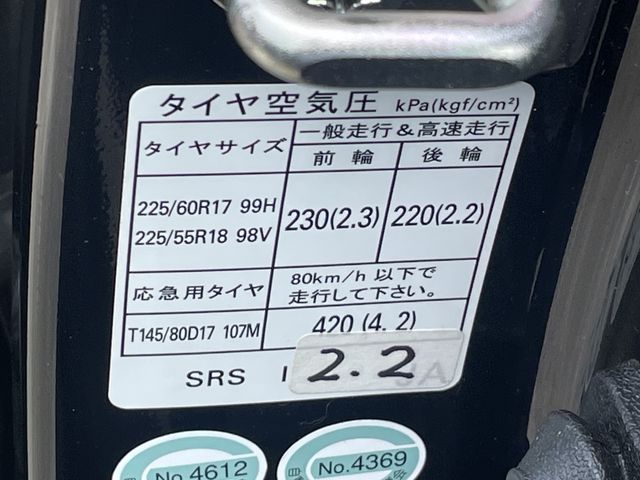 タイヤ空気圧 kPa(kgf/cm²)
タイヤサイズ 一般走行&高速走行
前輪 後輪
225/60R17 99H
225/55R18 98V
230(2.3) 220(2.2)
応急用タイヤ 80km/h 以下で
走行して下さい。
T145/80D17 107M 420 (4.2)
2.2
SRS JA
No.4612 No.4369